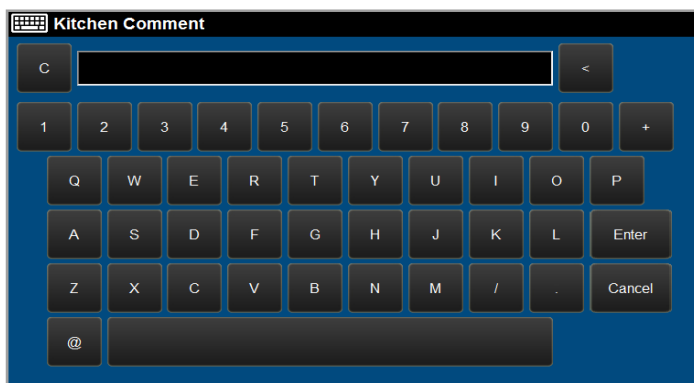 Kitchen Comment
C <
1 2 3 4 5 6 7 8 9 0 +
Q W E R T Y U I O P
A S D F G H J K L Enter
Z X C V B N M / . Cancel
@